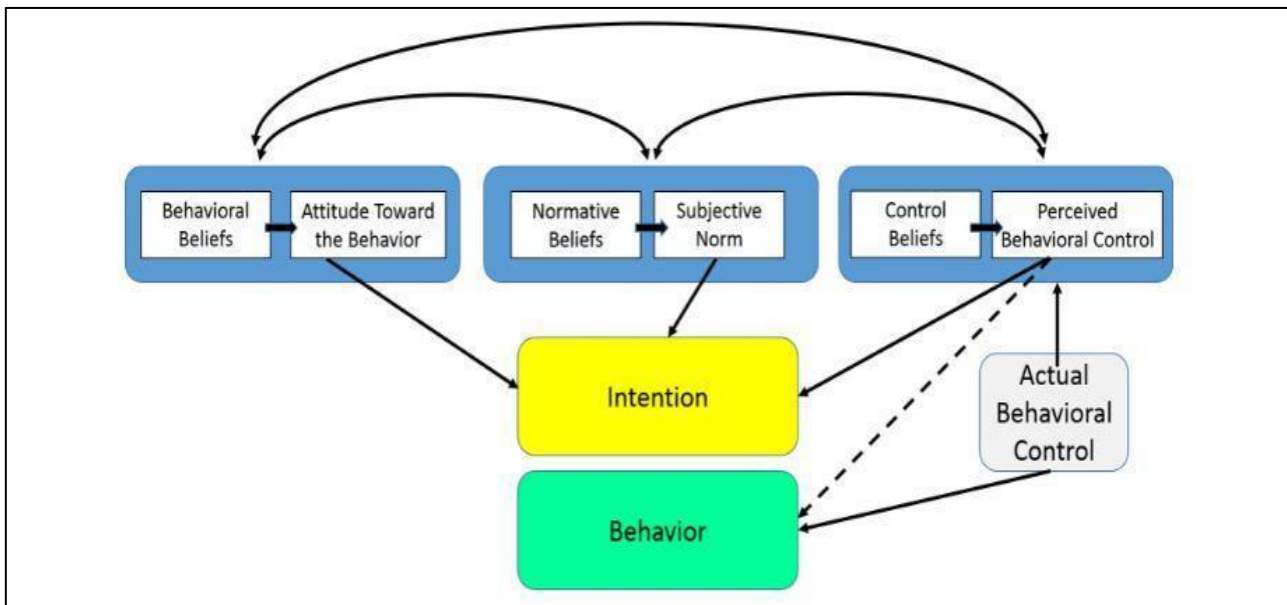 Behavioral
Beliefs
Attitude Toward
the Behavior
Normative
Beliefs
Subjective
Norm
Control
Beliefs
Perceived
Behavioral Control
Intention
Actual
Behavioral
Control
Behavior